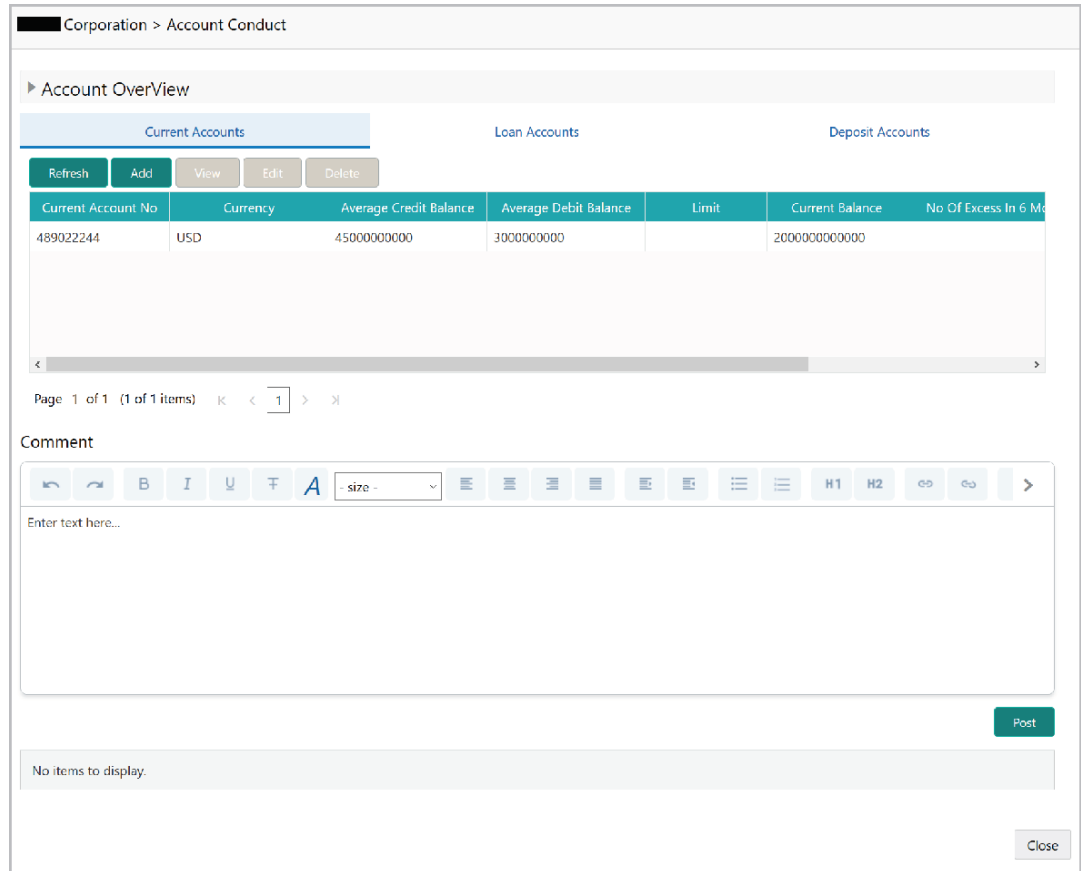 Corporation > Account Conduct
Account OverView
Current Accounts Loan Accounts Deposit Accounts
Refresh Add View Edit Delete
Current Account No Currency Average Credit Balance Average Debit Balance Limit Current Balance No Of Excess In 6 Mo
489022244 USD 45000000000 3000000000 2000000000000
Page 1 of 1 (1 of 1 items) 1
Comment
B I U T A - size - H1 H2
Enter text here...
Post
No items to display.
Close